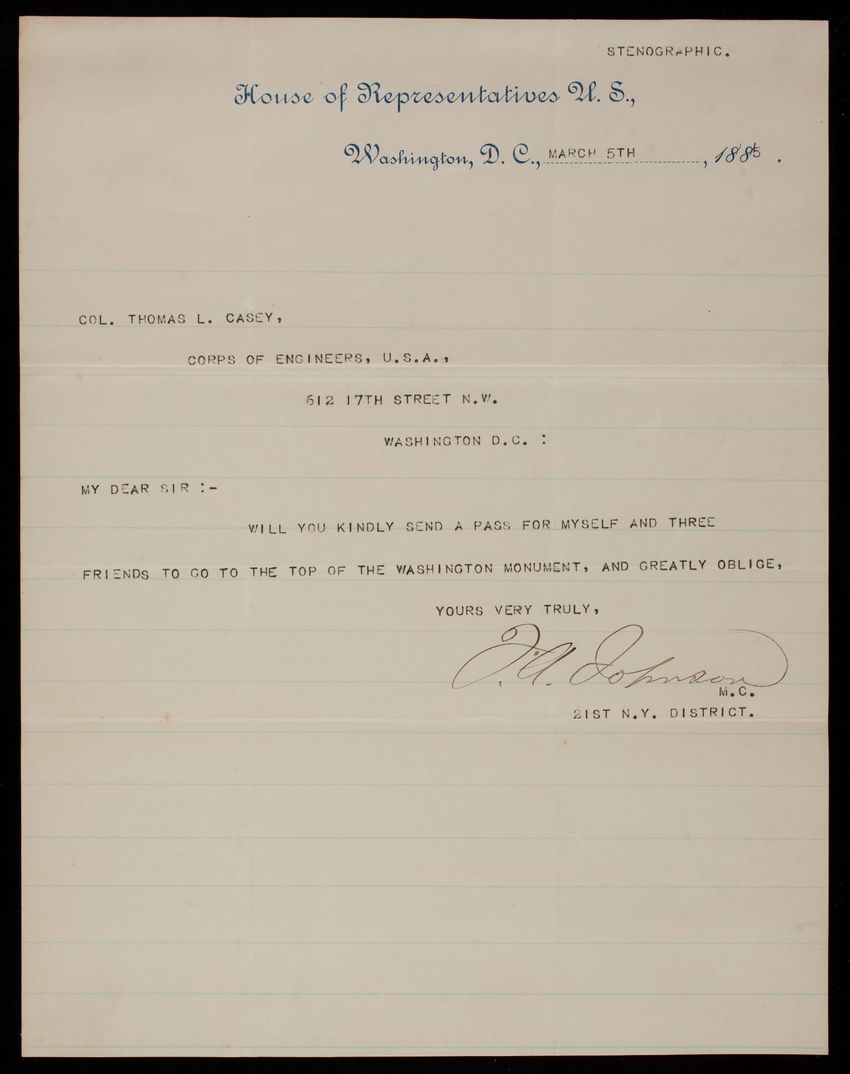 STENOGRAPHIC.
House of Representatives U. S.,
Washington, D. C., MARCH 5TH, 1885.
COL. THOMAS L. CASEY,
CORPS OF ENGINEERS, U.S.A.,
612 17TH STREET N.W.
WASHINGTON D.C. :
MY DEAR SIR :-
WILL YOU KINDLY SEND A PASS FOR MYSELF AND THREE
FRIENDS TO GO TO THE TOP OF THE WASHINGTON MONUMENT, AND GREATLY OBLIGE,
YOURS VERY TRULY,
F. A. Johnson
M.C.
21ST N.Y. DISTRICT.